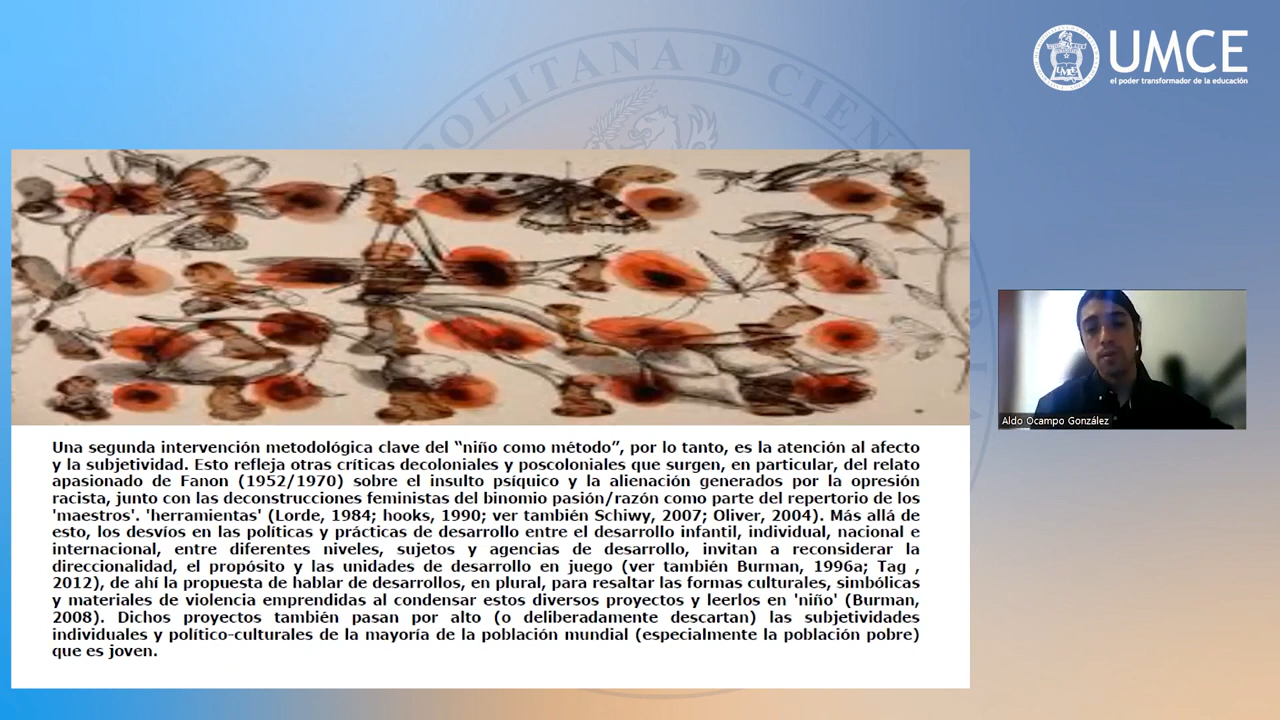 UMCE
el poder transformador de la educación
POLITANA Đ CIEN
Aldo Ocampo González
Una segunda intervención metodológica clave del “niño como método”, por lo tanto, es la atención al afecto
y la subjetividad. Esto refleja otras críticas decoloniales y poscoloniales que surgen, en particular, del relato
apasionado de Fanon (1952/1970) sobre el insulto psíquico y la alienación generados por la opresión
racista, junto con las deconstrucciones feministas del binomio pasión/razón como parte del repertorio de los
'maestros'. 'herramientas' (Lorde, 1984; hooks, 1990; ver también Schiwy, 2007; Oliver, 2004). Más allá de
esto, los desvíos en las políticas y prácticas de desarrollo entre el desarrollo infantil, individual, nacional e
internacional, entre diferentes niveles, sujetos y agencias de desarrollo, invitan a reconsiderar la
direccionalidad, el propósito y las unidades de desarrollo en juego (ver también Burman, 1996a; Tag ,
2012), de ahí la propuesta de hablar de desarrollos, en plural, para resaltar las formas culturales, simbólicas
y materiales de violencia emprendidas al condensar estos diversos proyectos y leerlos en 'niño' (Burman,
2008). Dichos proyectos también pasan por alto (o deliberadamente descartan) las subjetividades
individuales y político-culturales de la mayoría de la población mundial (especialmente la población pobre)
que es joven.